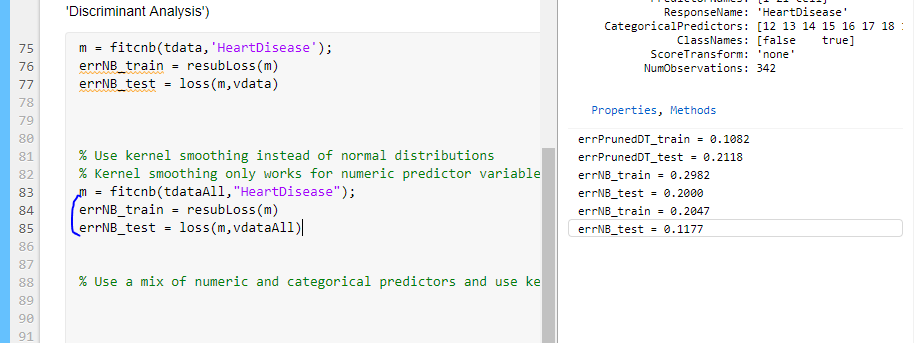 'Discriminant Analysis')
75 m = fitcnb(tdata,'HeartDisease');
76 errNB_train = resubLoss(m)
77 errNB_test = loss(m,vdata)
78
79
80
81 % Use kernel smoothing instead of normal distributions
82 % Kernel smoothing only works for numeric predictor variable
83 m = fitcnb(tdataAll,"HeartDisease");
84 errNB_train = resubLoss(m)
85 errNB_test = loss(m,vdataAll)
86
87
88 % Use a mix of numeric and categorical predictors and use ke
89
90
91
ResponseName: 'HeartDisease'
CategoricalPredictors: [12 13 14 15 16 17 18
ClassNames: [false true]
ScoreTransform: 'none'
NumObservations: 342
Properties, Methods
errPrunedDT_train = 0.1082
errPrunedDT_test = 0.2118
errNB_train = 0.2982
errNB_test = 0.2000
errNB_train = 0.2047
errNB_test = 0.1177